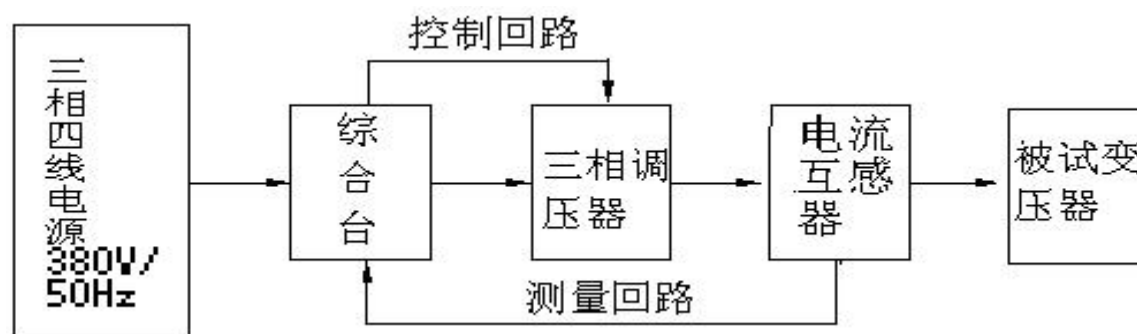 控制回路
三相四线电源
380V/
50Hz
综合台
三相调
压器
电流
互感
器
被试变
压器
测量回路